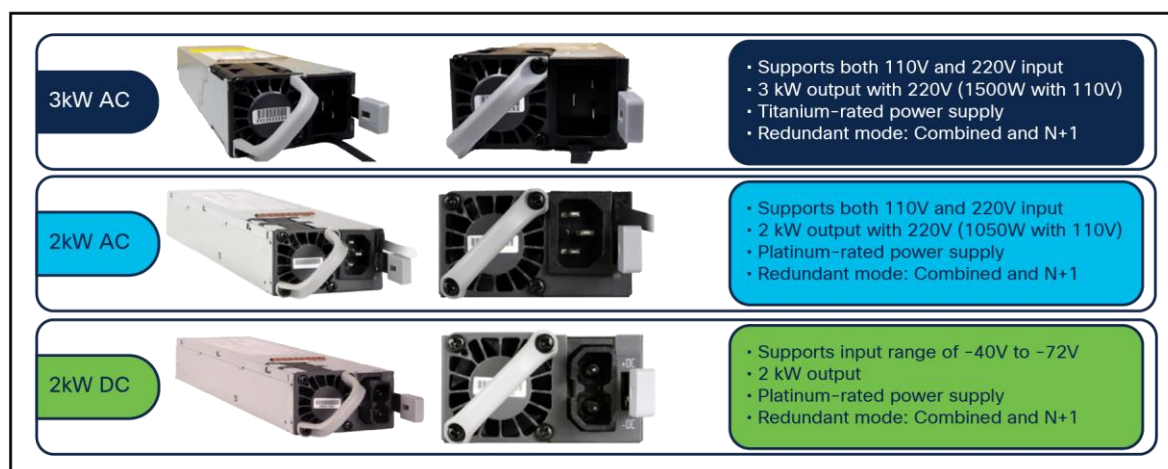 3kW AC
• Supports both 110V and 220V input
• 3 kW output with 220V (1500W with 110V)
• Titanium-rated power supply
• Redundant mode: Combined and N+1
2kW AC
• Supports both 110V and 220V input
• 2 kW output with 220V (1050W with 110V)
• Platinum-rated power supply
• Redundant mode: Combined and N+1
2kW DC
+DC
-DC
• Supports input range of -40V to -72V
• 2 kW output
• Platinum-rated power supply
• Redundant mode: Combined and N+1